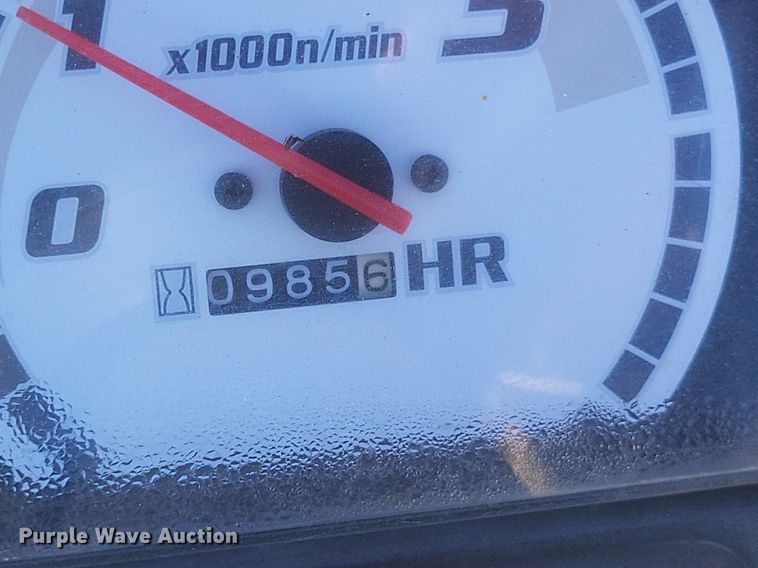 1
3
x1000n/min
0
09856 HR
Purple Wave Auction